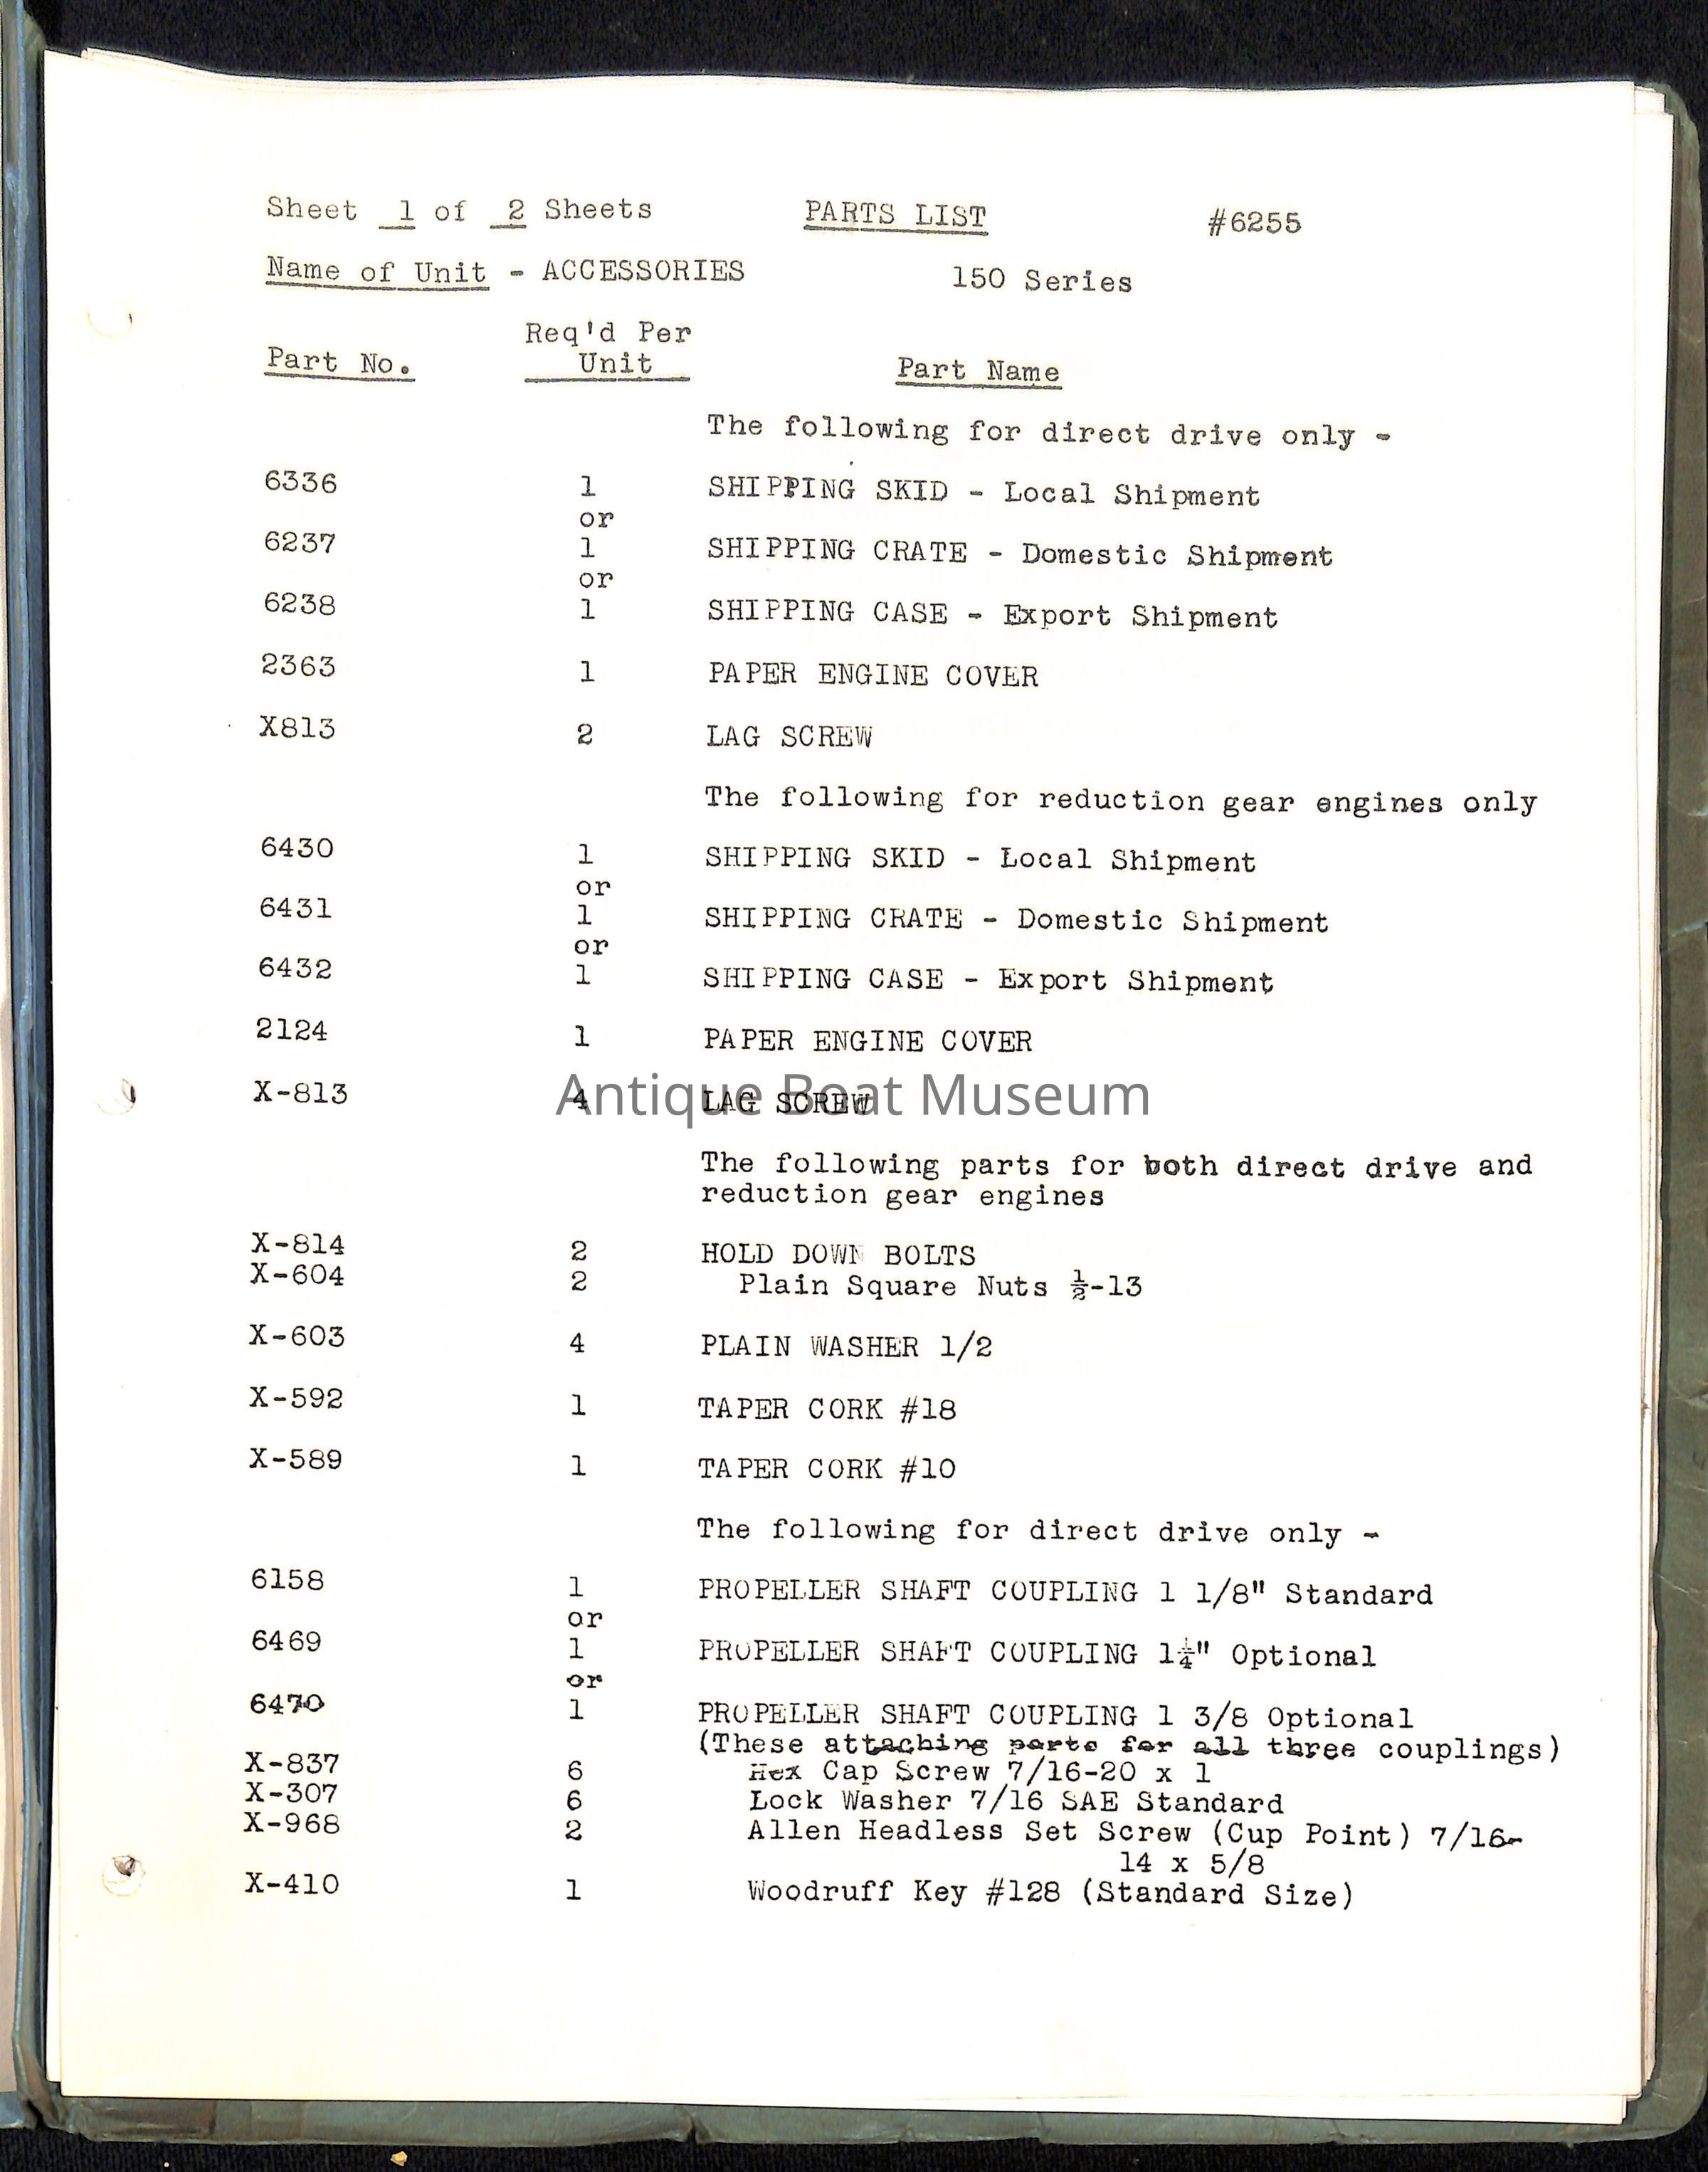 Sheet 1 of 2 Sheets PARTS LIST #6255
Name of Unit - ACCESSORIES 150 Series
Req'd Per
Part No. Unit Part Name
The following for direct drive only -
6336 1 SHIPPING SKID - Local Shipment
or
6237 1 SHIPPING CRATE - Domestic Shipment
or
6238 1 SHIPPING CASE - Export Shipment
2363 1 PAPER ENGINE COVER
X813 2 LAG SCREW
The following for reduction gear engines only
6430 1 SHIPPING SKID - Local Shipment
or
6431 1 SHIPPING CRATE - Domestic Shipment
or
6432 1 SHIPPING CASE - Export Shipment
2124 1 PAPER ENGINE COVER
Antique Boat Museum
X-813 4 LAG SCREW
The following parts for both direct drive and
reduction gear engines
X-814 2 HOLD DOWN BOLTS
X-604 2 Plain Square Nuts ½-13
X-603 4 PLAIN WASHER 1/2
X-592 1 TAPER CORK #18
X-589 1 TAPER CORK #10
The following for direct drive only -
6158 1 PROPELLER SHAFT COUPLING 1 1/8" Standard
or
6469 1 PROPELLER SHAFT COUPLING 1¼" Optional
or
6470 1 PROPELLER SHAFT COUPLING 1 3/8 Optional
(These attaching parts for all three couplings)
X-837 6 Hex Cap Screw 7/16-20 x 1
X-307 6 Lock Washer 7/16 SAE Standard
X-968 2 Allen Headless Set Screw (Cup Point) 7/16-
14 x 5/8
X-410 1 Woodruff Key #128 (Standard Size)